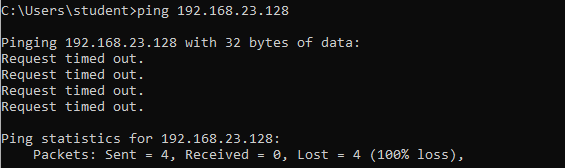 C:\Users\student>ping 192.168.23.128
Pinging 192.168.23.128 with 32 bytes of data:
Request timed out.
Request timed out.
Request timed out.
Request timed out.
Ping statistics for 192.168.23.128:
    Packets: Sent = 4, Received = 0, Lost = 4 (100% loss),